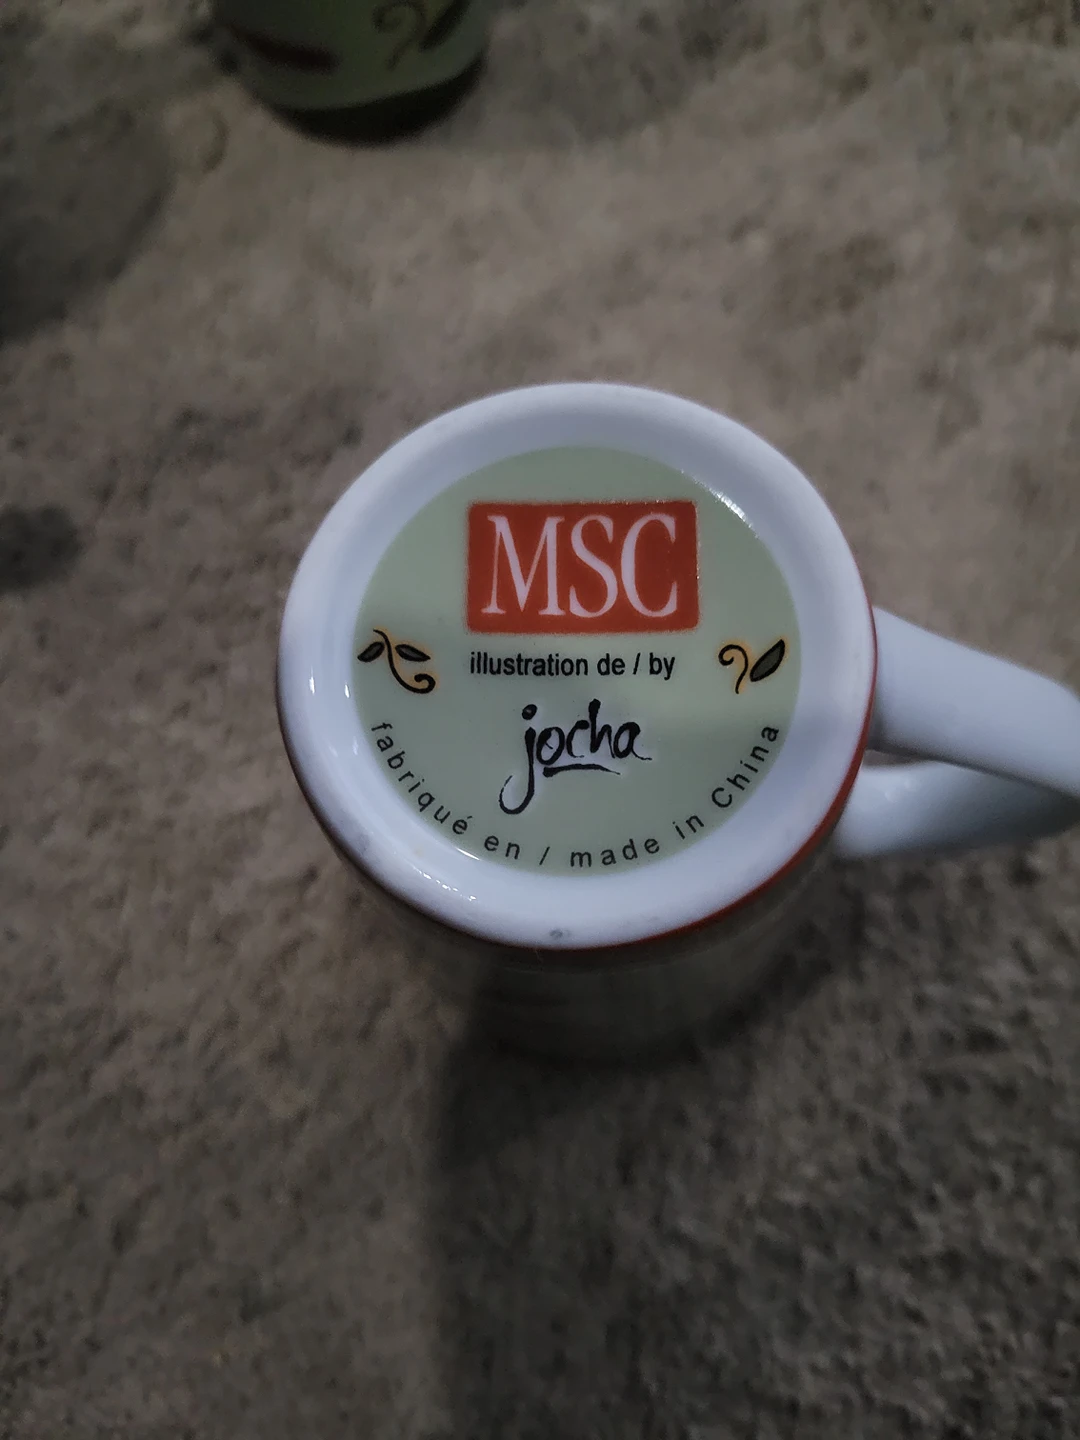 MSC
illustration de / by
jocha
fabriqué en / made in China